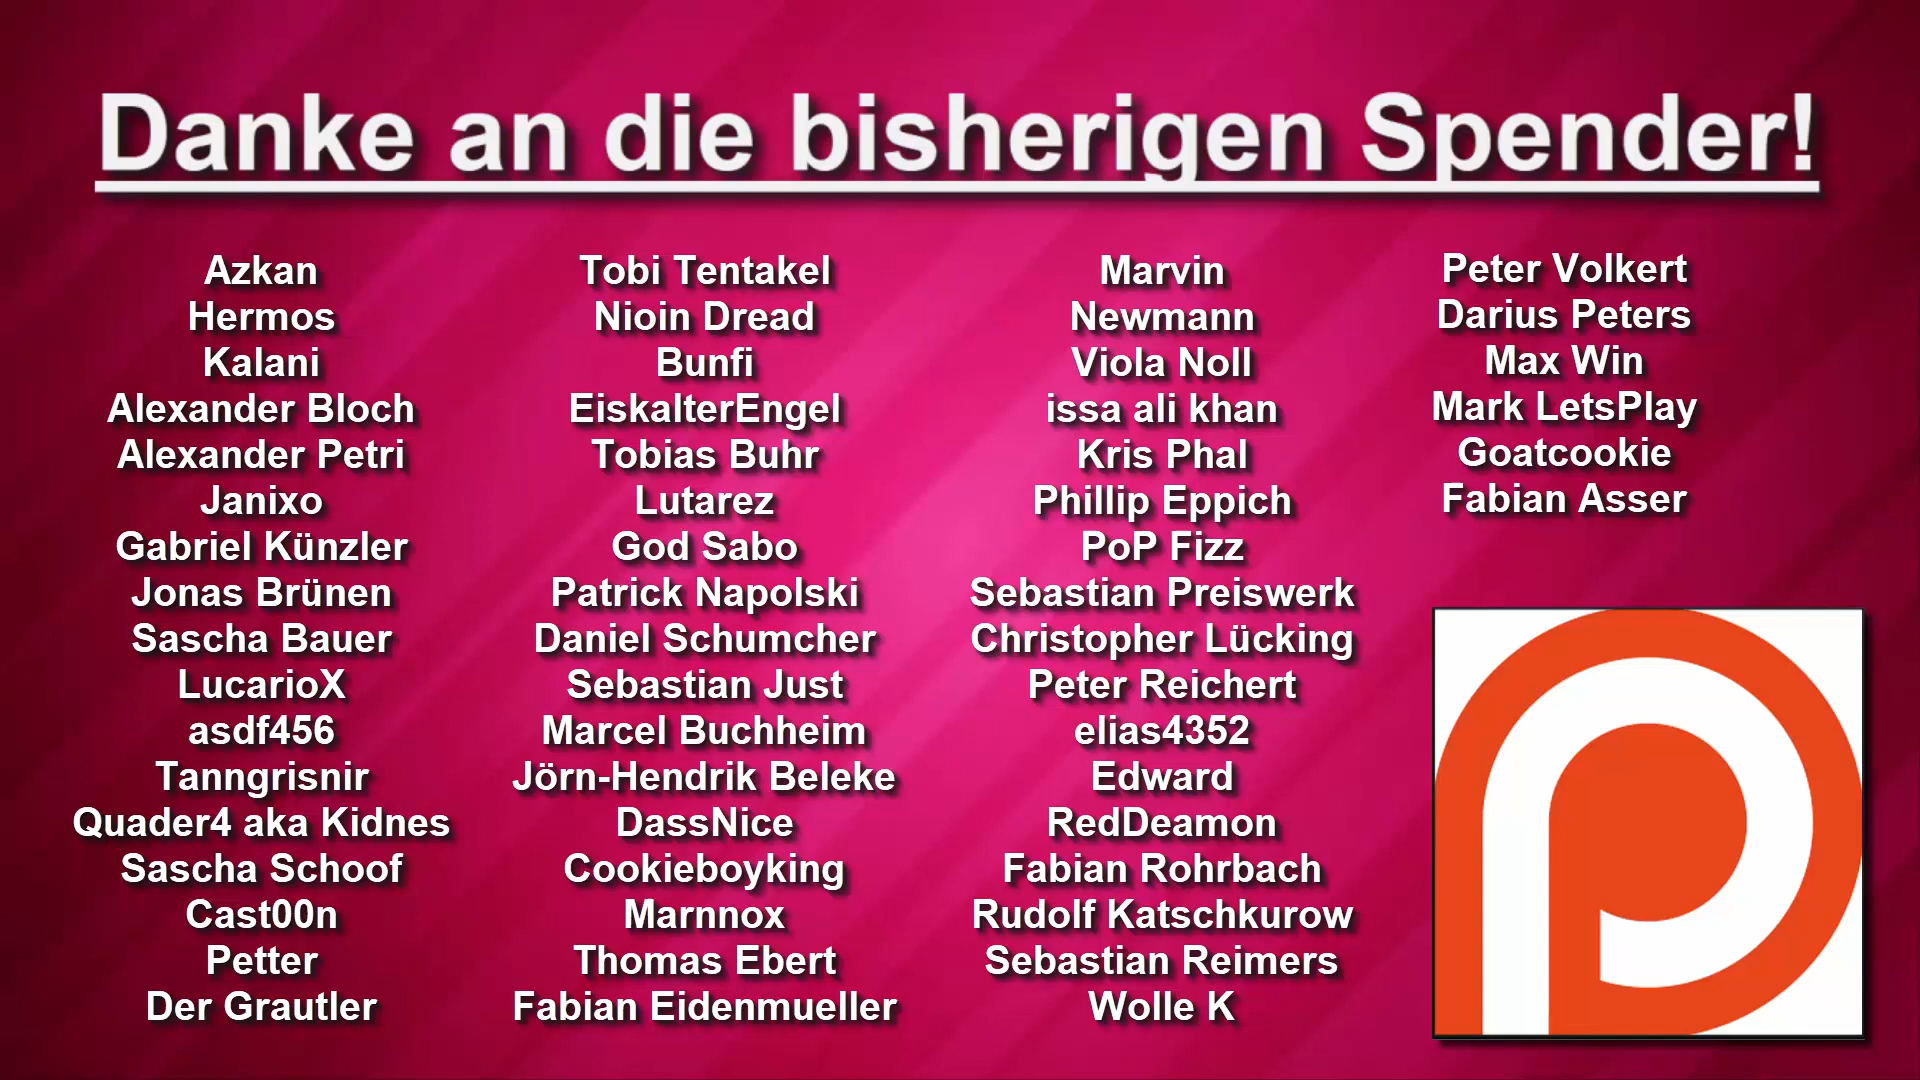 Danke an die bisherigen Spender!
Azkan
Hermos
Kalani
Alexander Bloch
Alexander Petri
Janixo
Gabriel Künzler
Jonas Brünen
Sascha Bauer
LucarioX
asdf456
Tanngrisnir
Quader4 aka Kidnes
Sascha Schoof
Cast00n
Petter
Der Grautler
Tobi Tentakel
Nioin Dread
Bunfi
EiskalterEngel
Tobias Buhr
Lutarez
God Sabo
Patrick Napolski
Daniel Schumcher
Sebastian Just
Marcel Buchheim
Jörn-Hendrik Beleke
DassNice
Cookieboyking
Marnnox
Thomas Ebert
Fabian Eidenmueller
Marvin
Newmann
Viola Noll
issa ali khan
Kris Phal
Phillip Eppich
PoP Fizz
Sebastian Preiswerk
Christopher Lücking
Peter Reichert
elias4352
Edward
RedDeamon
Fabian Rohrbach
Rudolf Katschkurow
Sebastian Reimers
Wolle K
Peter Volkert
Darius Peters
Max Win
Mark LetsPlay
Goatcookie
Fabian Asser